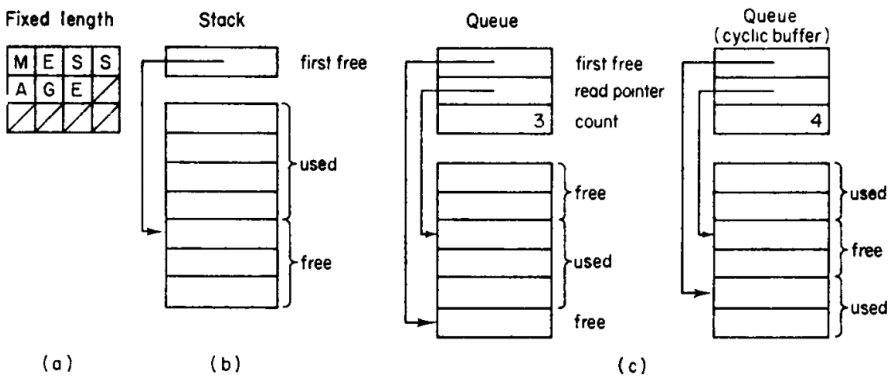 Fixed length
M E S S
A G E
(a)
Stack
first free
used
free
(b)
Queue
first free
read pointer
3
count
free
used
free
Queue
(cyclic buffer)
4
used
free
used
(c)